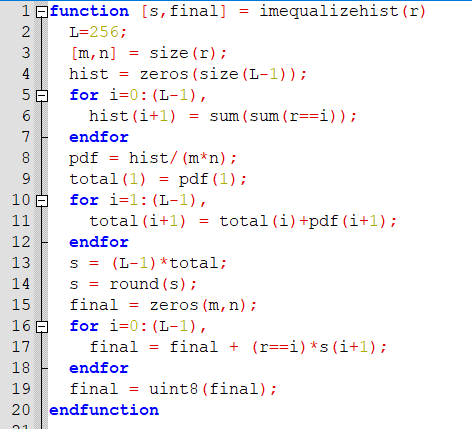 1 function [s,final] = imequalizehist(r)
2 L=256;
3 [m,n] = size(r);
4 hist = zeros(size(L-1));
5 for i=0:(L-1),
6 hist(i+1) = sum(sum(r==i));
7 endfor
8 pdf = hist/(m*n);
9 total(1) = pdf(1);
10 for i=1:(L-1),
11 total(i+1) = total(i)+pdf(i+1);
12 endfor
13 s = (L-1)*total;
14 s = round(s);
15 final = zeros(m,n);
16 for i=0:(L-1),
17 final = final + (r==i)*s(i+1);
18 endfor
19 final = uint8(final);
20 endfunction